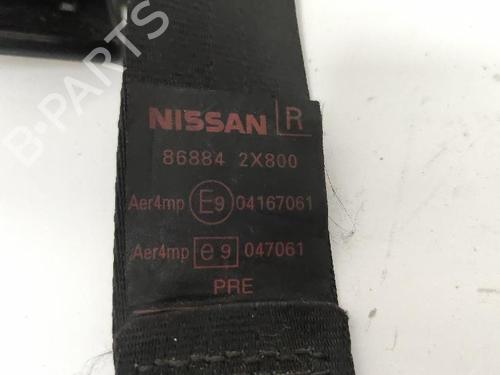 B-PARTS
NISSAN R
86884 2X800
Aer4mp E9 04167061
Aer4mp e9 047061
PRE